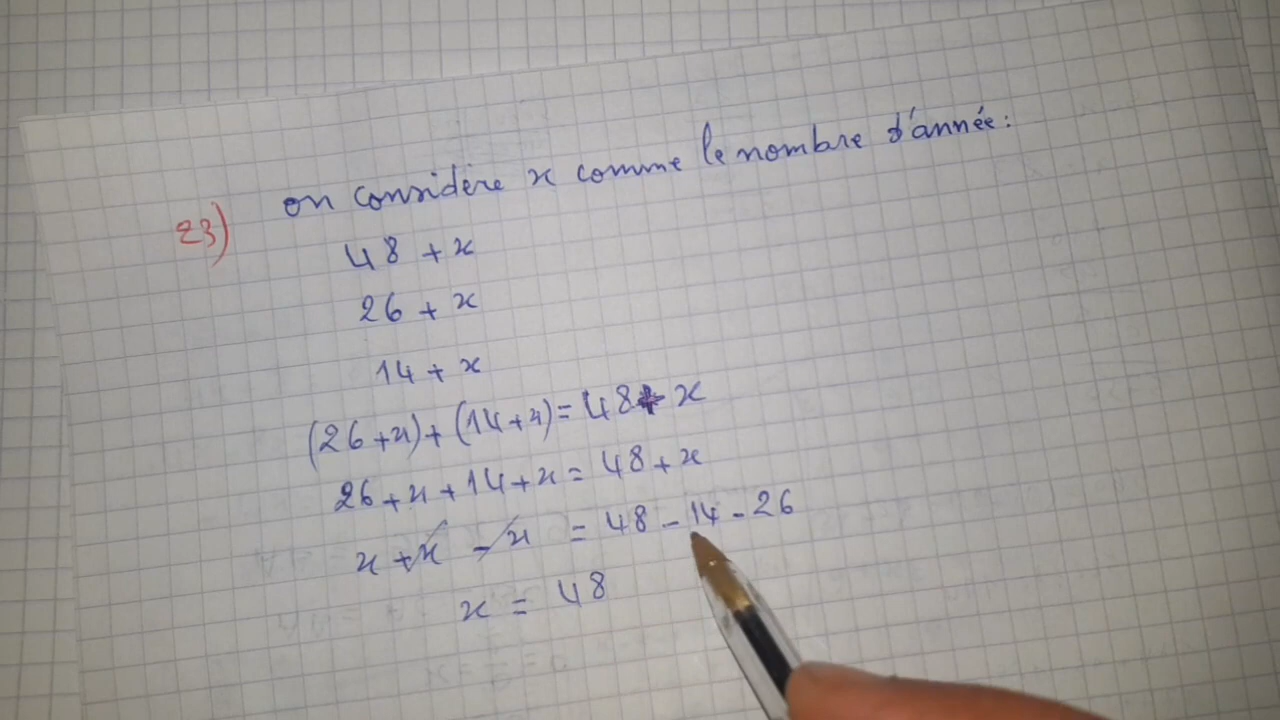 23) on considère x comme le nombre d'année :
48 + x
26 + x
14 + x
(26 + x) + (14 + x) = 48 + x
26 + x + 14 + x = 48 + x
x + x - x = 48 - 14 - 26
x = 48